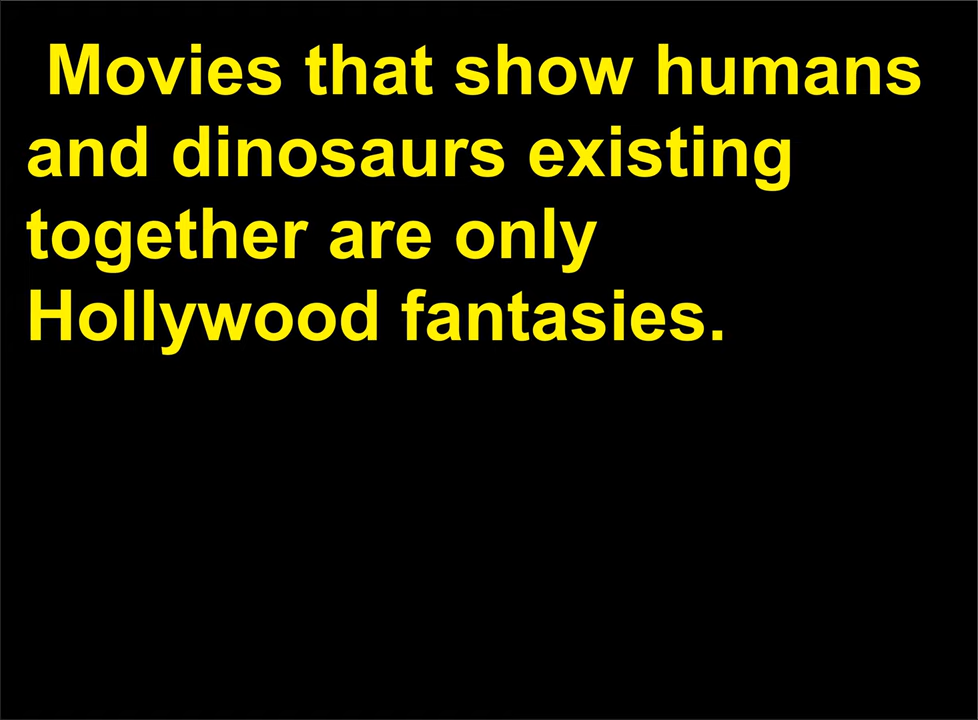 Movies that show humans
and dinosaurs existing
together are only
Hollywood fantasies.